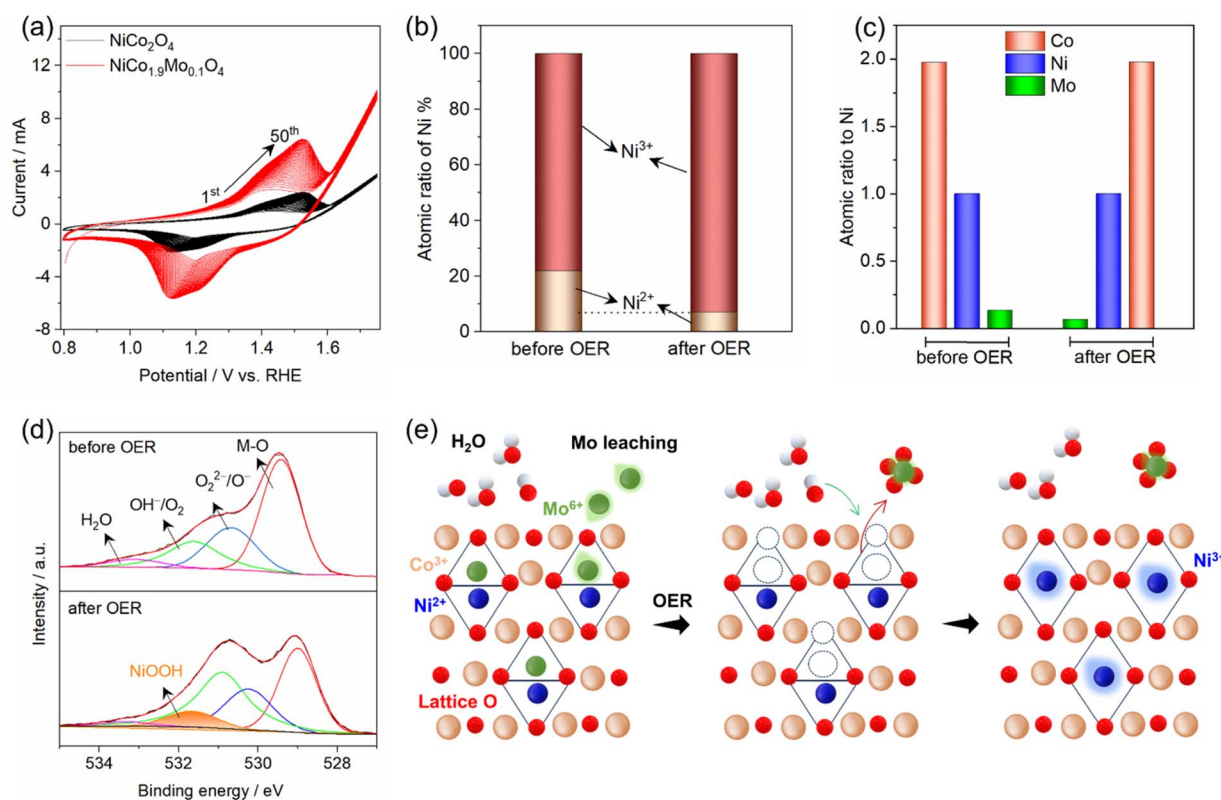 (a)
NiCo₂O₄
NiCo₁.₉Mo₀.₁O₄
12
8
4
0
-4
-8
Current / mA
1ˢᵗ
50ᵗʰ
0.8
1.0
1.2
1.4
1.6
Potential / V vs. RHE
(b)
100
80
60
40
20
0
Atomic ratio of Ni %
Ni³⁺
Ni²⁺
before OER
after OER
(c)
Co
Ni
Mo
2.0
1.5
1.0
0.5
0.0
Atomic ratio to Ni
before OER
after OER
(d)
before OER
M-O
O₂²⁻/O⁻
OH⁻/O₂
H₂O
after OER
NiOOH
Intensity / a.u.
534
532
530
528
Binding energy / eV
(e)
H₂O
Mo leaching
Mo⁶⁺
Co³⁺
Ni²⁺
Lattice O
OER
Ni³⁺